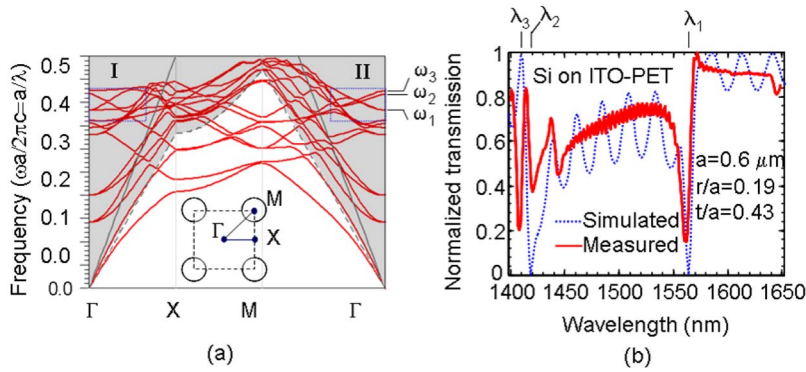 (a)
Frequency (ωa/2πc=a/λ)
0.5
0.4
0.3
0.2
0.1
0.0
I
II
ω3
ω2
ω1
M
Γ
X
Γ
X
M
Γ
(a)
λ3
λ2
λ1
(b)
Normalized transmission
1
0.8
0.6
0.4
0.2
0
Si on ITO-PET
a=0.6 μm
r/a=0.19
t/a=0.43
Simulated
Measured
1400
1450
1500
1550
1600
1650
Wavelength (nm)
(b)